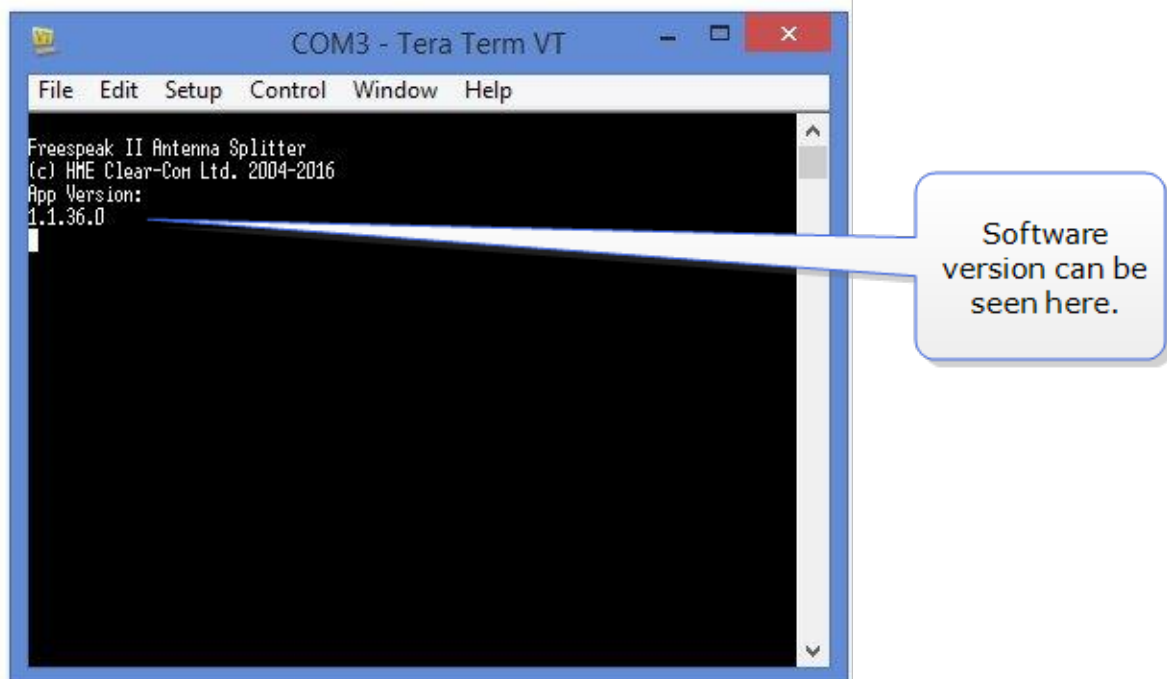 COM3 - Tera Term VT
File Edit Setup Control Window Help
Freespeak II Antenna Splitter
(c) HME Clear-Com Ltd. 2004-2016
App Version:
1.1.36.0
Software
version can be
seen here.